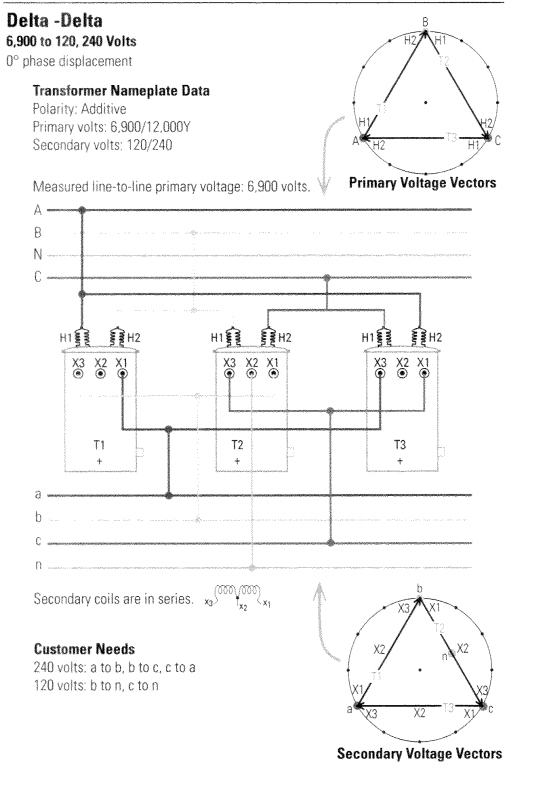 Delta -Delta
6,900 to 120, 240 Volts
0° phase displacement
Transformer Nameplate Data
Polarity: Additive
Primary volts: 6,900/12,000Y
Secondary volts: 120/240
Measured line-to-line primary voltage: 6,900 volts.
B
H2 H1
T1 T2
H1 H2
A H2 T3 H1 C
Primary Voltage Vectors
A
B
N
C
H1 H2 H1 H2 H1 H2
X3 X2 X1 X3 X2 X1 X3 X2 X1
T1 T2 T3
+ + +
a
b
c
n
Secondary coils are in series. X3 X2 X1
Customer Needs
240 volts: a to b, b to c, c to a
120 volts: b to n, c to n
b
X3 X1
T2
X2 n X2
T1
X1 X3
a X3 X2 T3 X1 c
Secondary Voltage Vectors